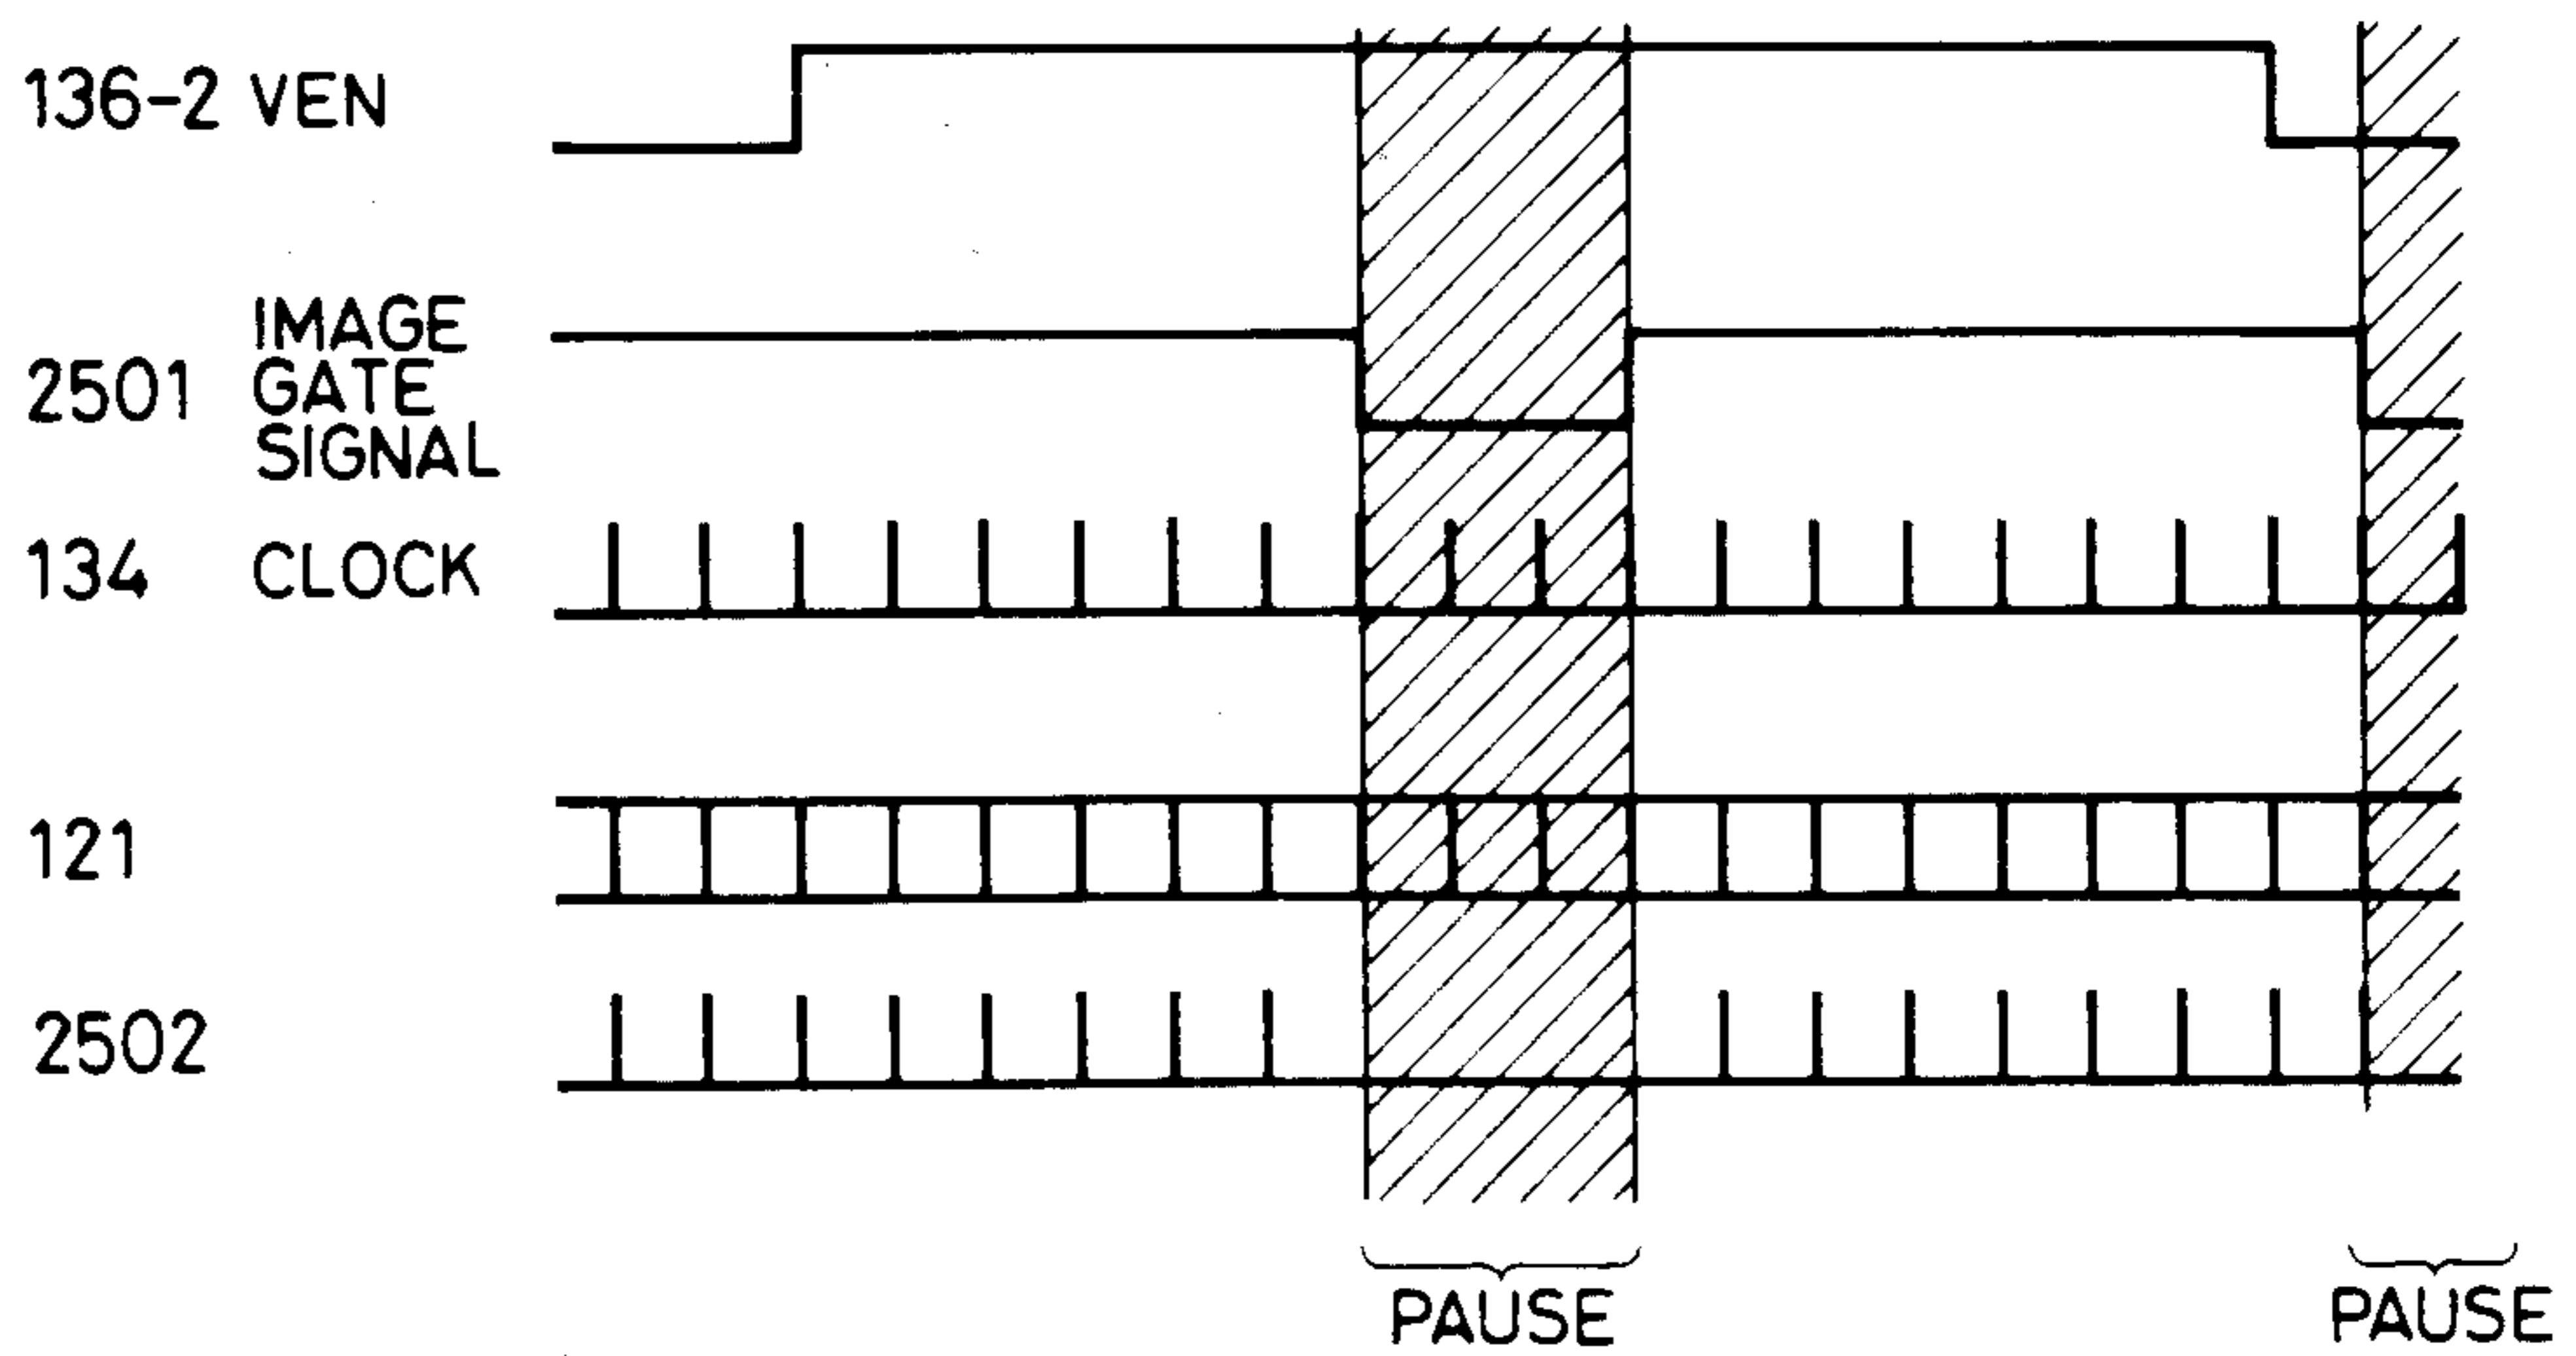 136-2 VEN
IMAGE
2501 GATE
SIGNAL
134 CLOCK
121
2502
PAUSE
PAUSE